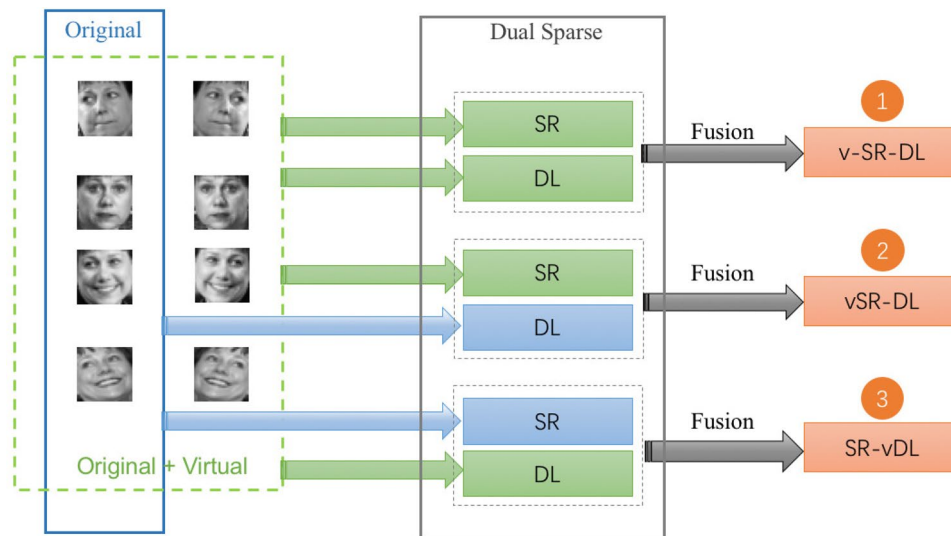 Original
Dual Sparse
SR
DL
Fusion
1
v-SR-DL
SR
DL
Fusion
2
vSR-DL
SR
DL
Fusion
3
SR-vDL
Original + Virtual